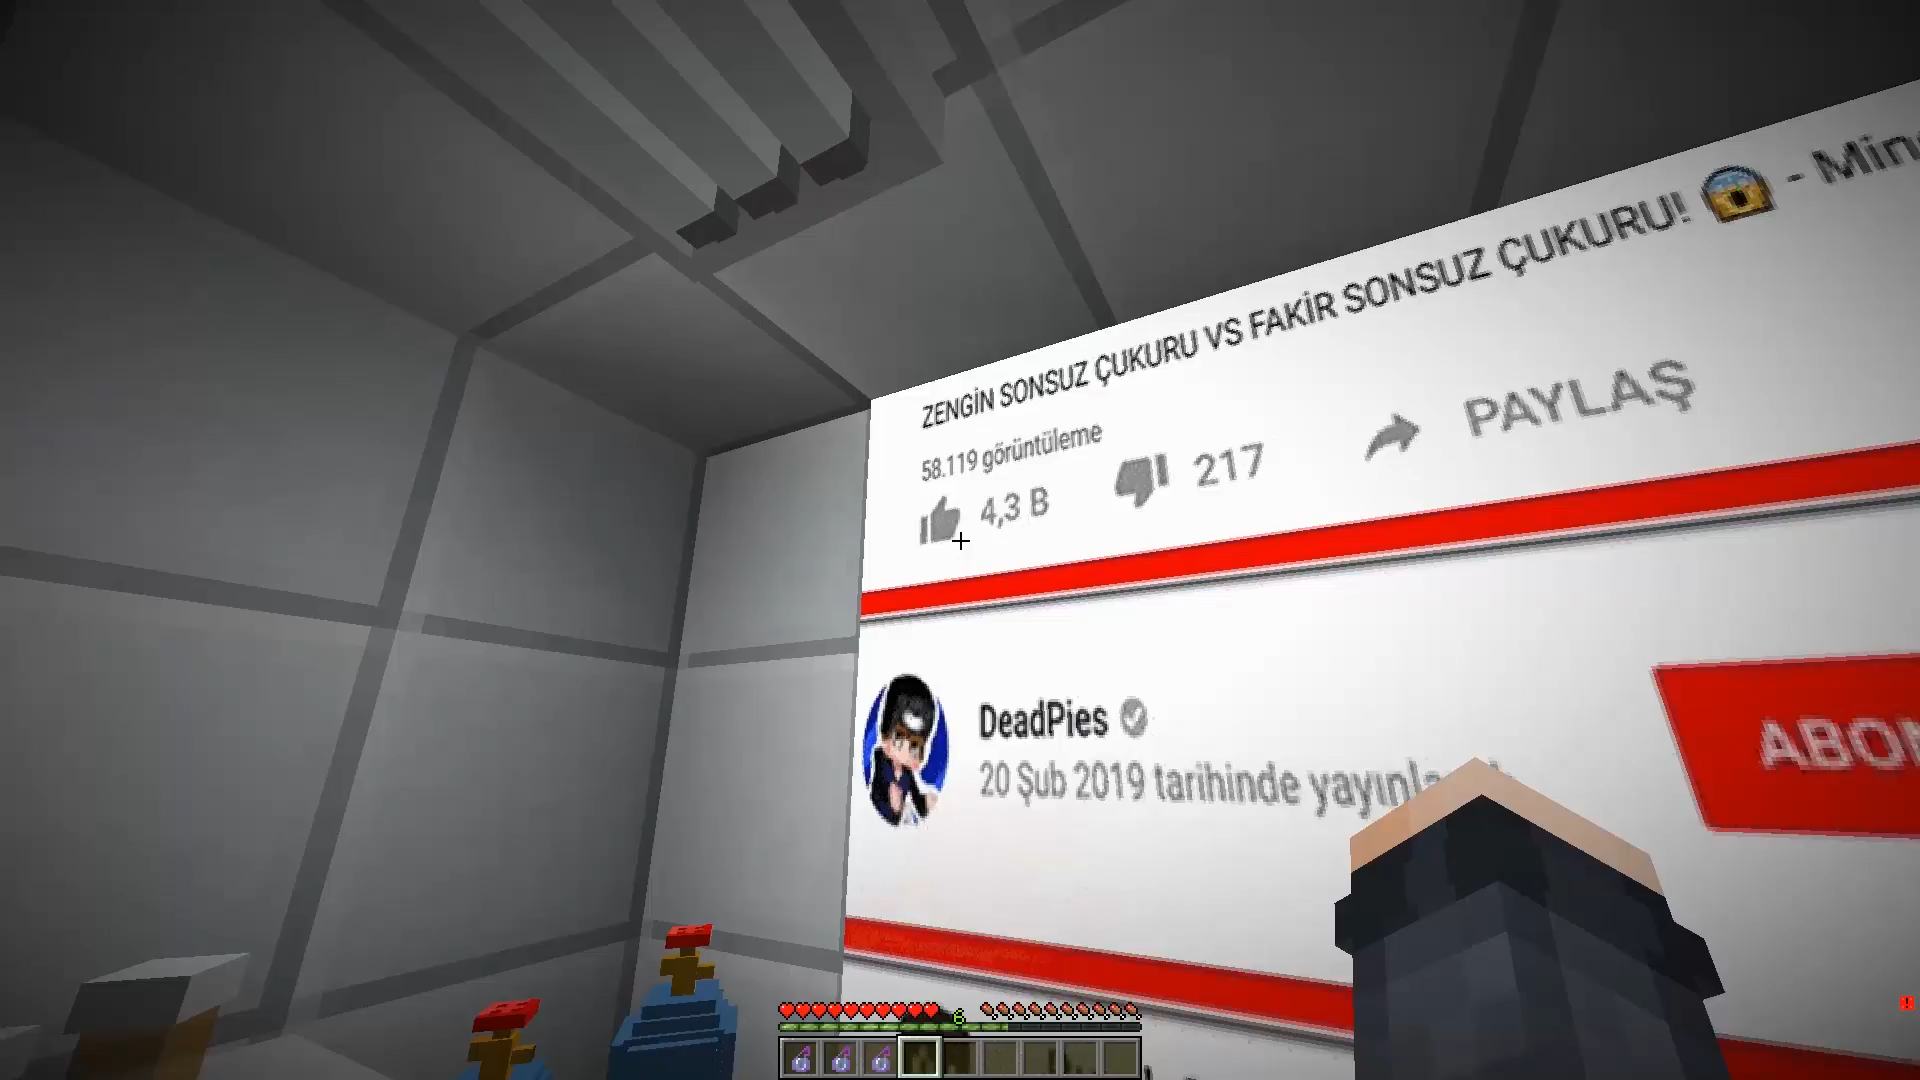 ZENGİN SONSUZ ÇUKURU VS FAKİR SONSUZ ÇUKURU! 😱 -
58.119 görüntüleme
4,3 B 217 PAYLAŞ
DeadPies
20 Şub 2019 tarihinde
6